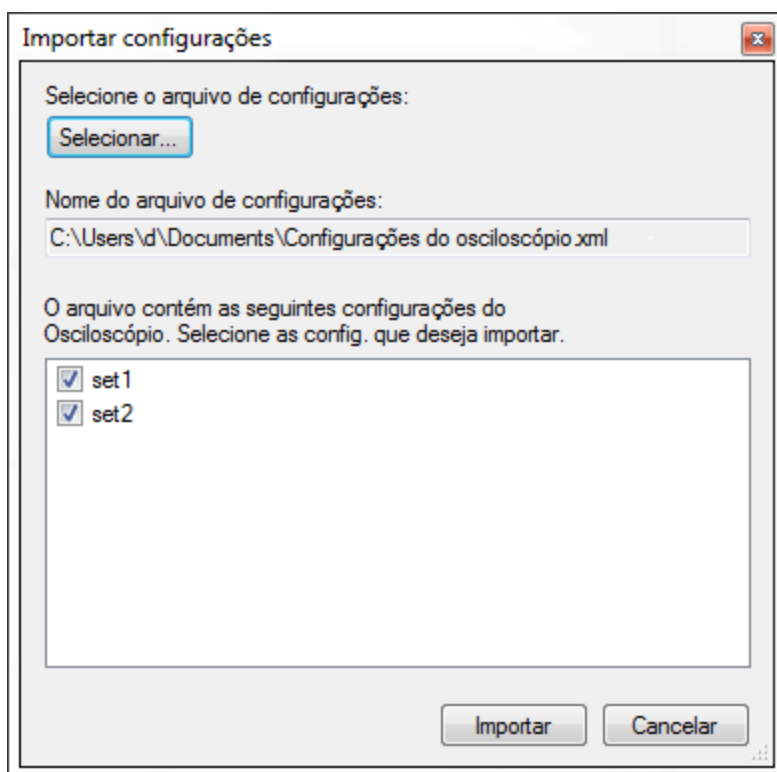 Importar configurações
Selecione o arquivo de configurações:
Selecionar...
Nome do arquivo de configurações:
C:\Users\d\Documents\Configurações do osciloscópio.xml
O arquivo contém as seguintes configurações do
Osciloscópio. Selecione as config. que deseja importar.
set1
set2
Importar
Cancelar